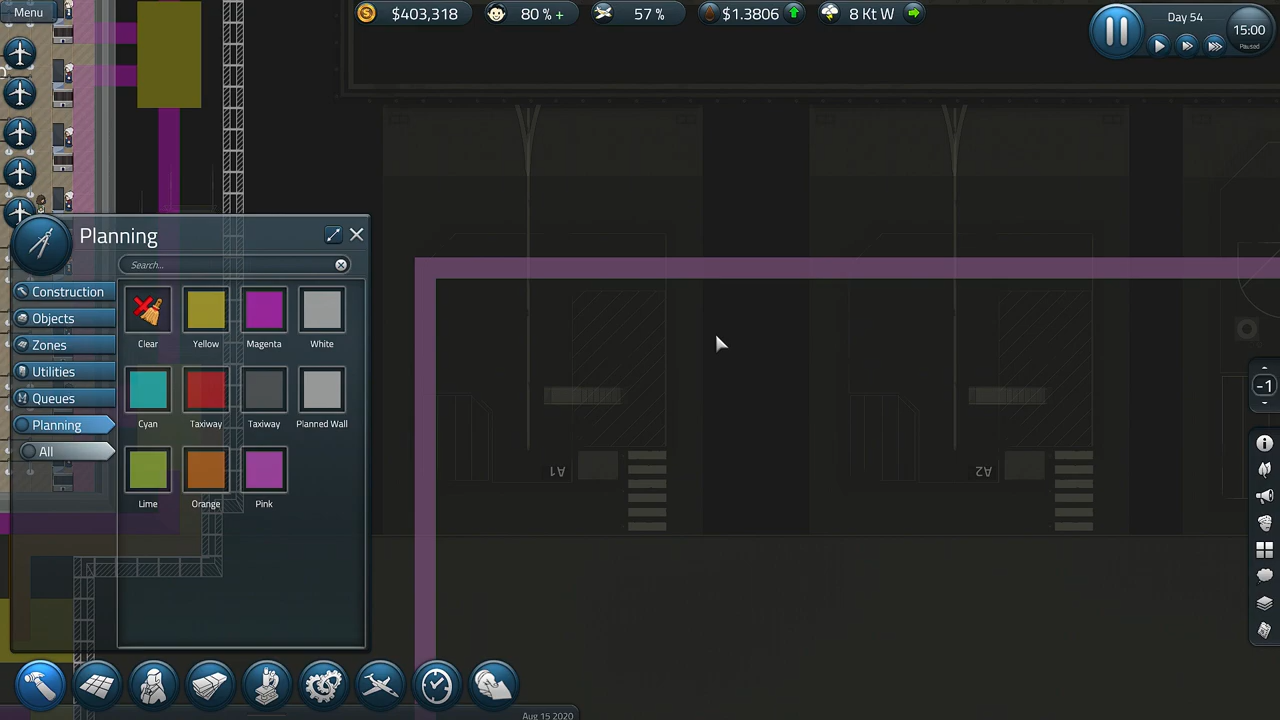 Menu
$403,318
80 % +
57 %
$1.3806
8 Kt W
Day 54
15:00
Paused
Planning
Search...
Construction
Objects
Zones
Utilities
Queues
Planning
All
Clear
Yellow
Magenta
White
Cyan
Taxiway
Taxiway
Planned Wall
Lime
Orange
Pink
A1
A2
-1
Aug 15 2020